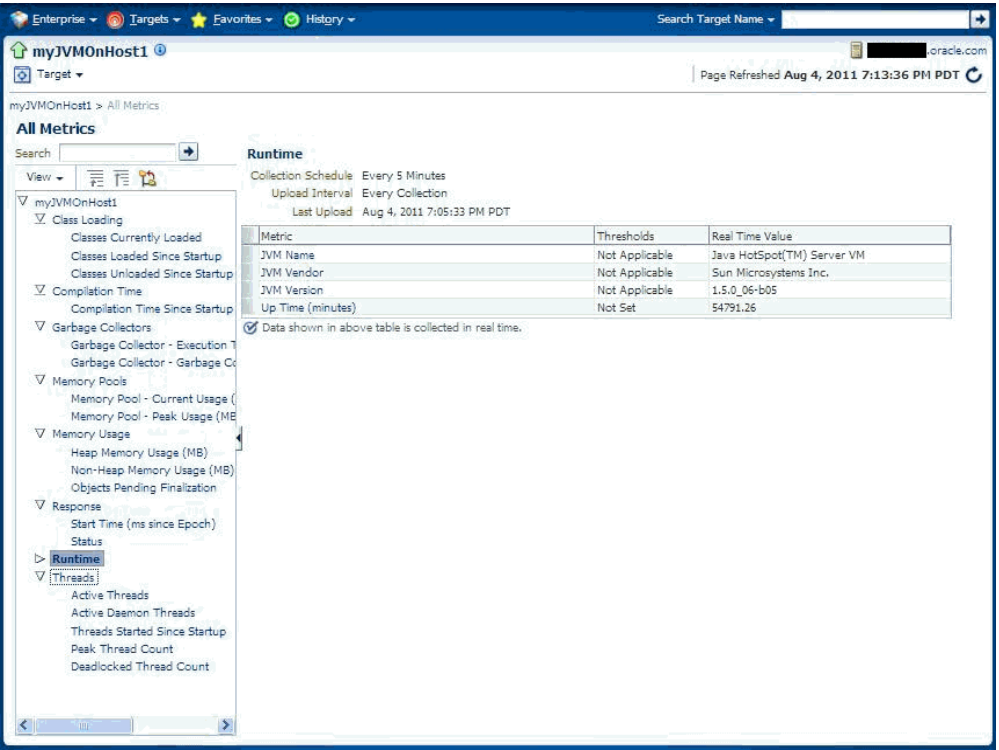 Enterprise Targets Favorites History Search Target Name
myJVMOnHost1 .oracle.com
Target Page Refreshed Aug 4, 2011 7:13:36 PM PDT
myJVMOnHost1 > All Metrics
All Metrics
Search
View
myJVMOnHost1
Class Loading
Classes Currently Loaded
Classes Loaded Since Startup
Classes Unloaded Since Startup
Compilation Time
Compilation Time Since Startup
Garbage Collectors
Garbage Collector - Execution T
Garbage Collector - Garbage Co
Memory Pools
Memory Pool - Current Usage (
Memory Pool - Peak Usage (MB
Memory Usage
Heap Memory Usage (MB)
Non-Heap Memory Usage (MB)
Objects Pending Finalization
Response
Start Time (ms since Epoch)
Status
Runtime
Threads
Active Threads
Active Daemon Threads
Threads Started Since Startup
Peak Thread Count
Deadlocked Thread Count
Runtime
Collection Schedule Every 5 Minutes
Upload Interval Every Collection
Last Upload Aug 4, 2011 7:05:33 PM PDT
Metric Thresholds Real Time Value
JVM Name Not Applicable Java HotSpot(TM) Server VM
JVM Vendor Not Applicable Sun Microsystems Inc.
JVM Version Not Applicable 1.5.0_06-b05
Up Time (minutes) Not Set 54791.26
Data shown in above table is collected in real time.